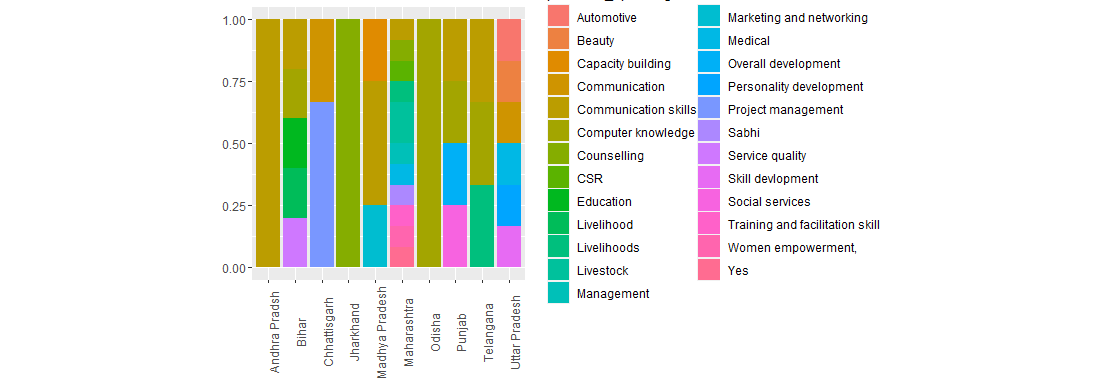 1.00
0.75
0.50
0.25
0.00
Andhra Pradsh
Bihar
Chhattisgarh
Jharkhand
Madhya Pradesh
Maharashtra
Odisha
Punjab
Telangana
Uttar Pradesh
Automotive
Beauty
Capacity building
Communication
Communication skills
Computer knowledge
Counselling
CSR
Education
Livelihood
Livelihoods
Livestock
Management
Marketing and networking
Medical
Overall development
Personality development
Project management
Sabhi
Service quality
Skill devlopment
Social services
Training and facilitation skill
Women empowerment,
Yes